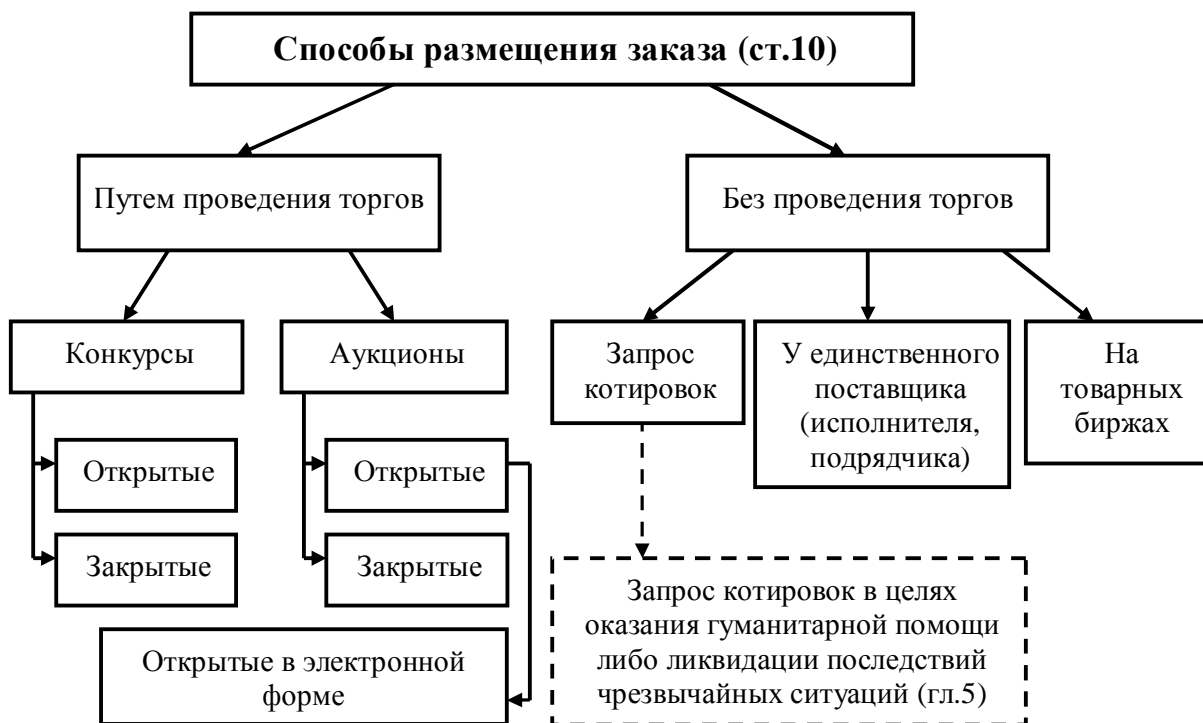 Способы размещения заказа (ст.10)
Путем проведения торгов
Без проведения торгов
Конкурсы
Аукционы
Запрос
котировок
У единственного
поставщика
(исполнителя,
подрядчика)
На
товарных
биржах
Открытые
Открытые
Закрытые
Закрытые
Открытые в электронной
форме
Запрос котировок в целях
оказания гуманитарной помощи
либо ликвидации последствий
чрезвычайных ситуаций (гл.5)